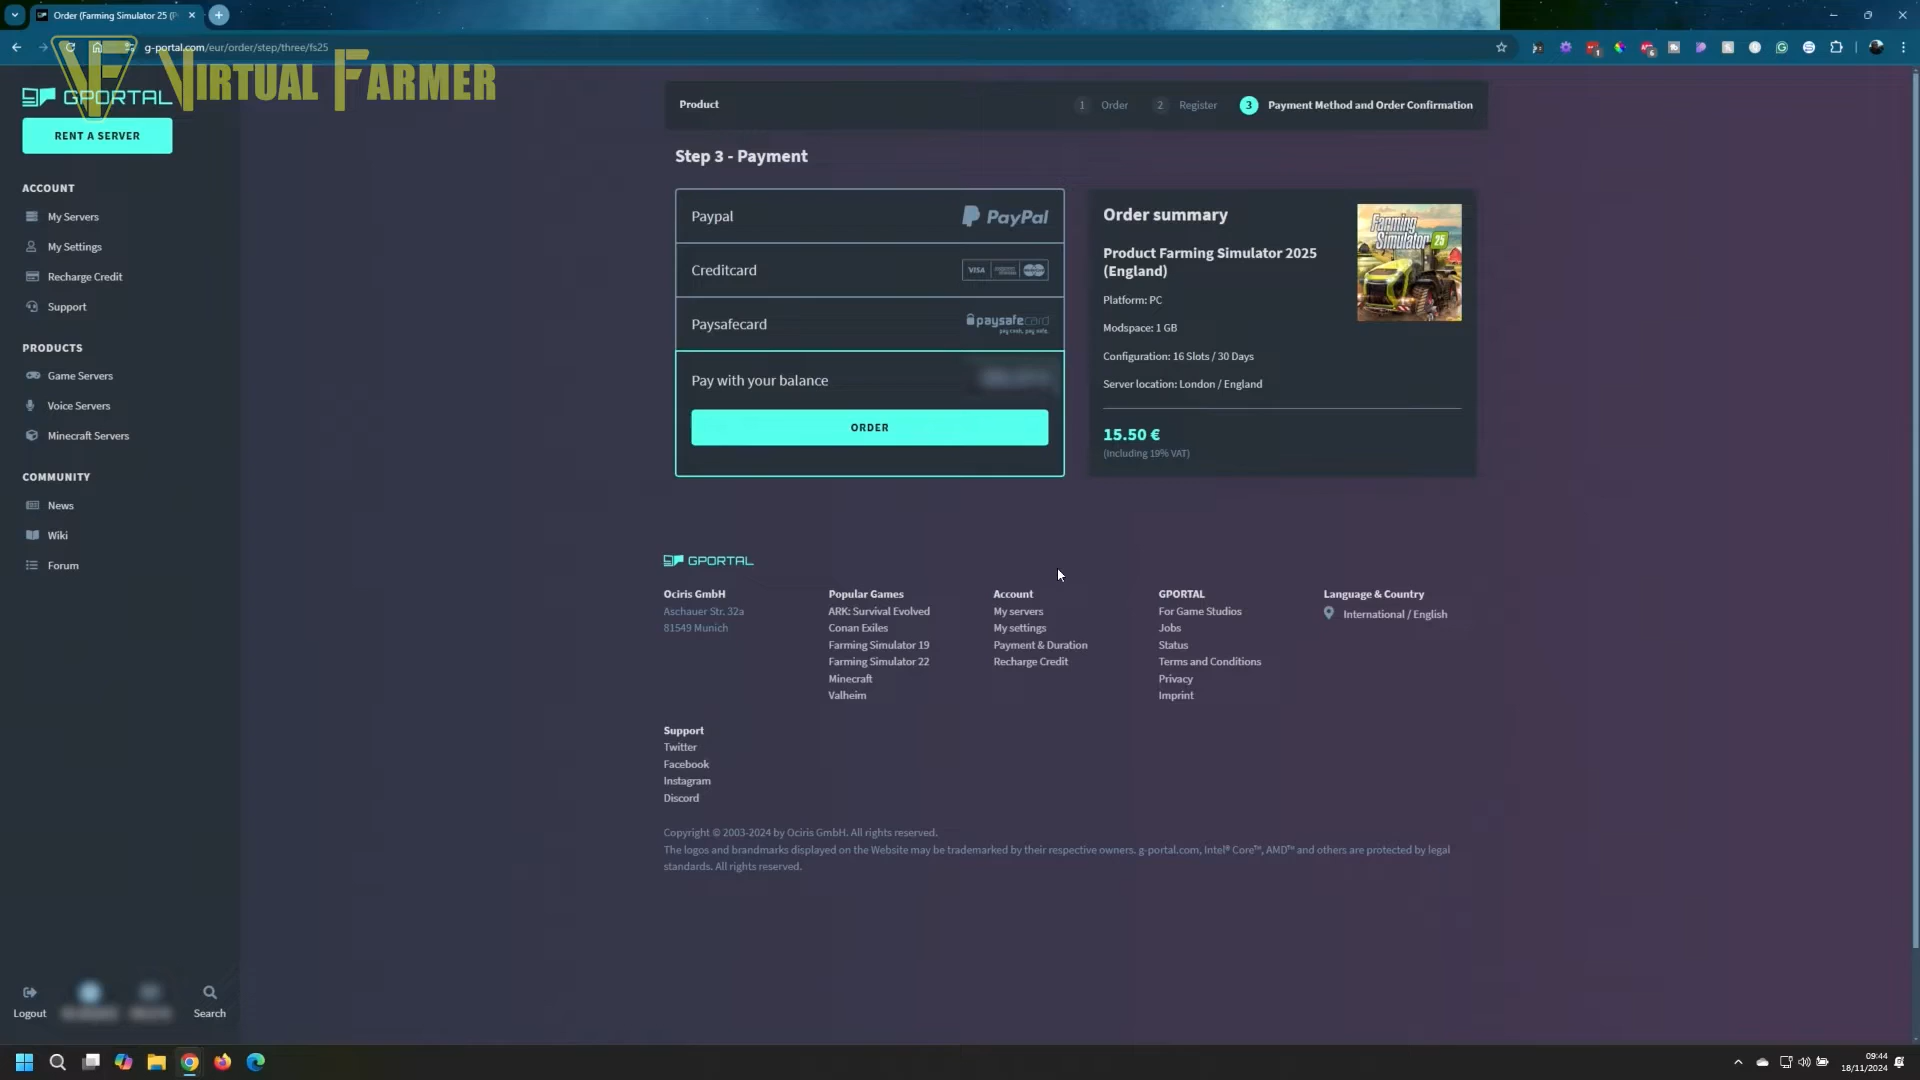 Order (Farming Simulator 25 (P
g-portal.com/eur/order/step/three/fs25
VIRTUAL FARMER
GPORTAL
RENT A SERVER
ACCOUNT
My Servers
My Settings
Recharge Credit
Support
PRODUCTS
Game Servers
Voice Servers
Minecraft Servers
COMMUNITY
News
Wiki
Forum
Logout
Search
Product
1 Order
2 Register
3 Payment Method and Order Confirmation
Step 3 - Payment
Paypal
PayPal
Creditcard
VISA
Paysafecard
paysafecard
pay cash, pay safe.
Pay with your balance
ORDER
Order summary
Product Farming Simulator 2025
(England)
Platform: PC
Modspace: 1 GB
Configuration: 16 Slots / 30 Days
Server location: London / England
15.50 €
(Including 19% VAT)
Farming
Simulator 25
GPORTAL
Ociris GmbH
Aschauer Str. 32a
81549 Munich
Popular Games
ARK: Survival Evolved
Conan Exiles
Farming Simulator 19
Farming Simulator 22
Minecraft
Valheim
Account
My servers
My settings
Payment & Duration
Recharge Credit
GPORTAL
For Game Studios
Jobs
Status
Terms and Conditions
Privacy
Imprint
Language & Country
International / English
Support
Twitter
Facebook
Instagram
Discord
Copyright © 2003-2024 by Ociris GmbH. All rights reserved.
The logos and brandmarks displayed on the Website may be trademarked by their respective owners. g-portal.com, Intel® Core™, AMD™ and others are protected by legal
standards. All rights reserved.
09:44
18/11/2024